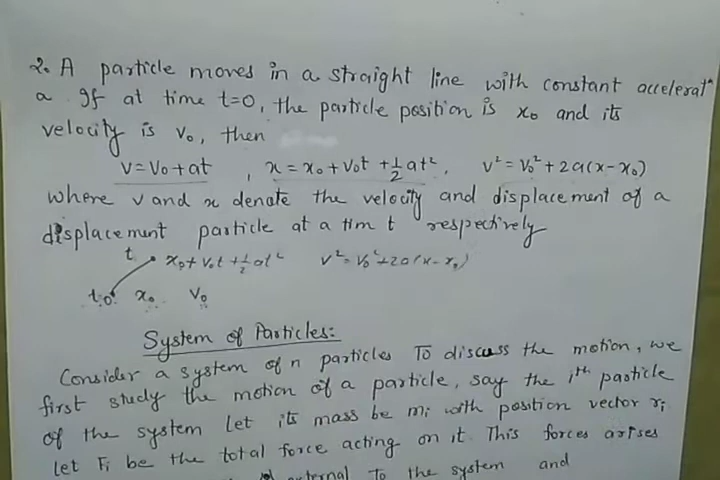 2. A particle moves in a straight line with constant accelerat^n
a If at time t=0, the particle position is x₀ and its
velocity is v₀, then
v=v₀+at , x=x₀+v₀t+½at², v²=v₀²+2a(x-x₀)
where v and x denote the velocity and displacement of a
displacement particle at a tim t respectively
t x₀+v₀t+½at² v²=v₀²+2a(x-x₀)
t=0 x₀ v₀
System of Particles:
Consider a system of n particles To discuss the motion, we
first study the motion of a particle, say the iᵗʰ particle
of the system Let its mass be mᵢ with position vector rᵢ
let Fᵢ be the total force acting on it. This forces arises
external to the system and